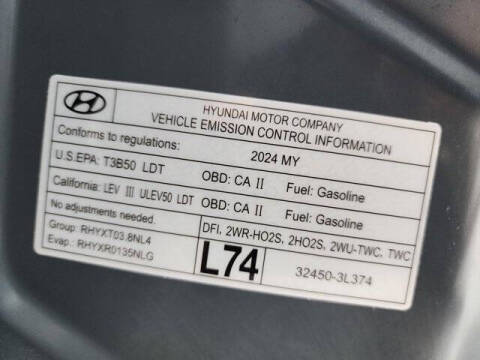 HYUNDAI MOTOR COMPANY
VEHICLE EMISSION CONTROL INFORMATION
Conforms to regulations: 2024 MY
U.S.EPA: T3B50 LDT OBD: CA II Fuel: Gasoline
California: LEV III ULEV50 LDT OBD: CA II Fuel: Gasoline
No adjustments needed.
Group: RHYXT03.8NL4 DFI, 2WR-HO2S, 2HO2S, 2WU-TWC, TWC
Evap.: RHYXR0135NLG L74 32450-3L374